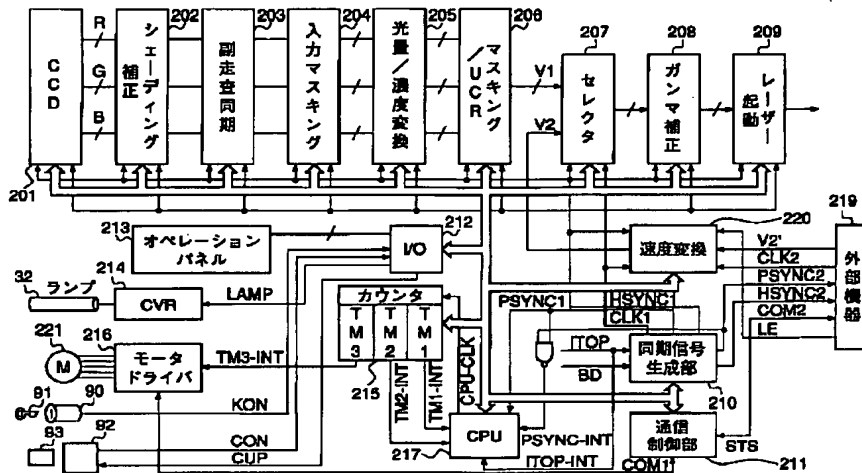 201
CCD
R
G
B
202
シェーディング補正
203
副走査同期
204
入力マスキング
205
光量/濃度変換
206
マスキング/UCR
V1
V2
207
セレクタ
208
ガンマ補正
209
レーザー起動
213
オペレーションパネル
212
I/O
220
速度変換
219
外部機器
V2'
CLK2
PSYNC2
HSYNC2
COM2
LE
32
ランプ
214
CVR
LAMP
カウンタ
TM3
TM2
TM1
215
CPU-CLK
PSYNC1
HSYNC1
CLK1
221
M
216
モータドライバ
TM3-INT
TM2-INT
TM1-INT
ITOP
BD
同期信号生成部
210
91
90
KON
93
92
CON
CUP
CPU
217
PSYNC-INT
ITOP-INT
通信制御部
211
STS
COM1